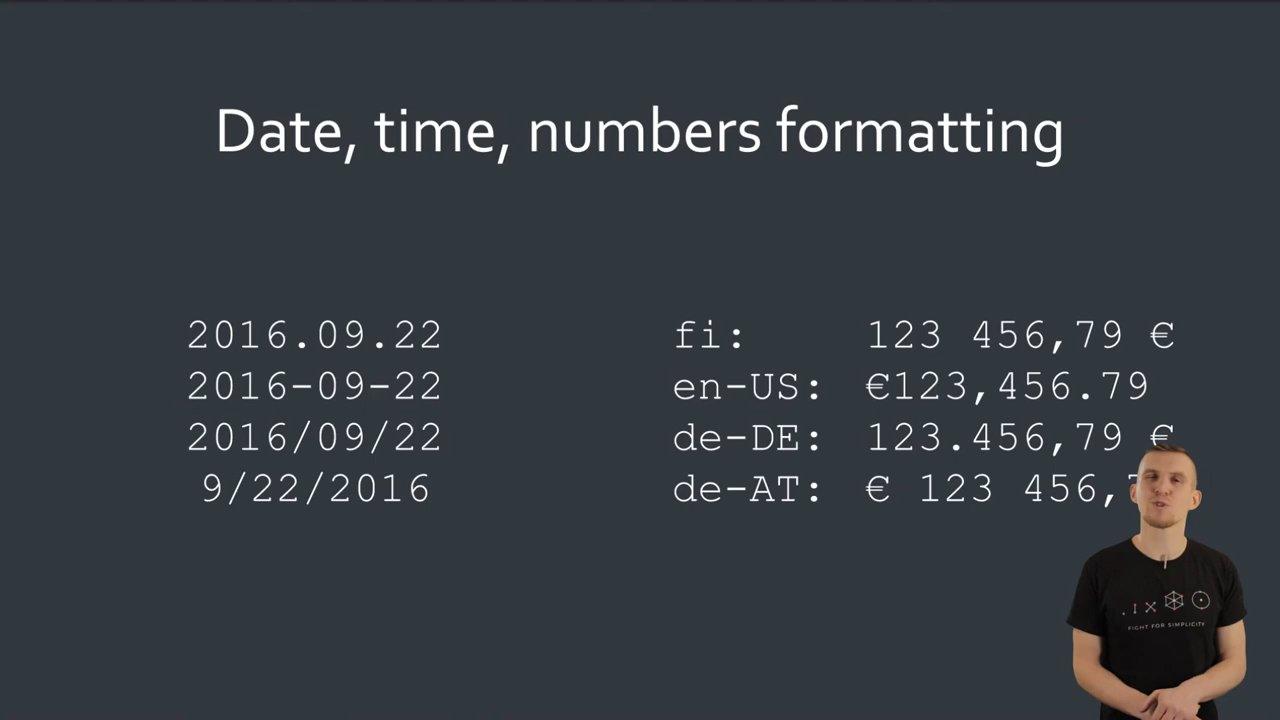 Date, time, numbers formatting
2016.09.22
2016-09-22
2016/09/22
9/22/2016
fi: 123 456,79 €
en-US: €123,456.79
de-DE: 123.456,79 €
de-AT: € 123 456,
FIGHT FOR SIMPLICITY